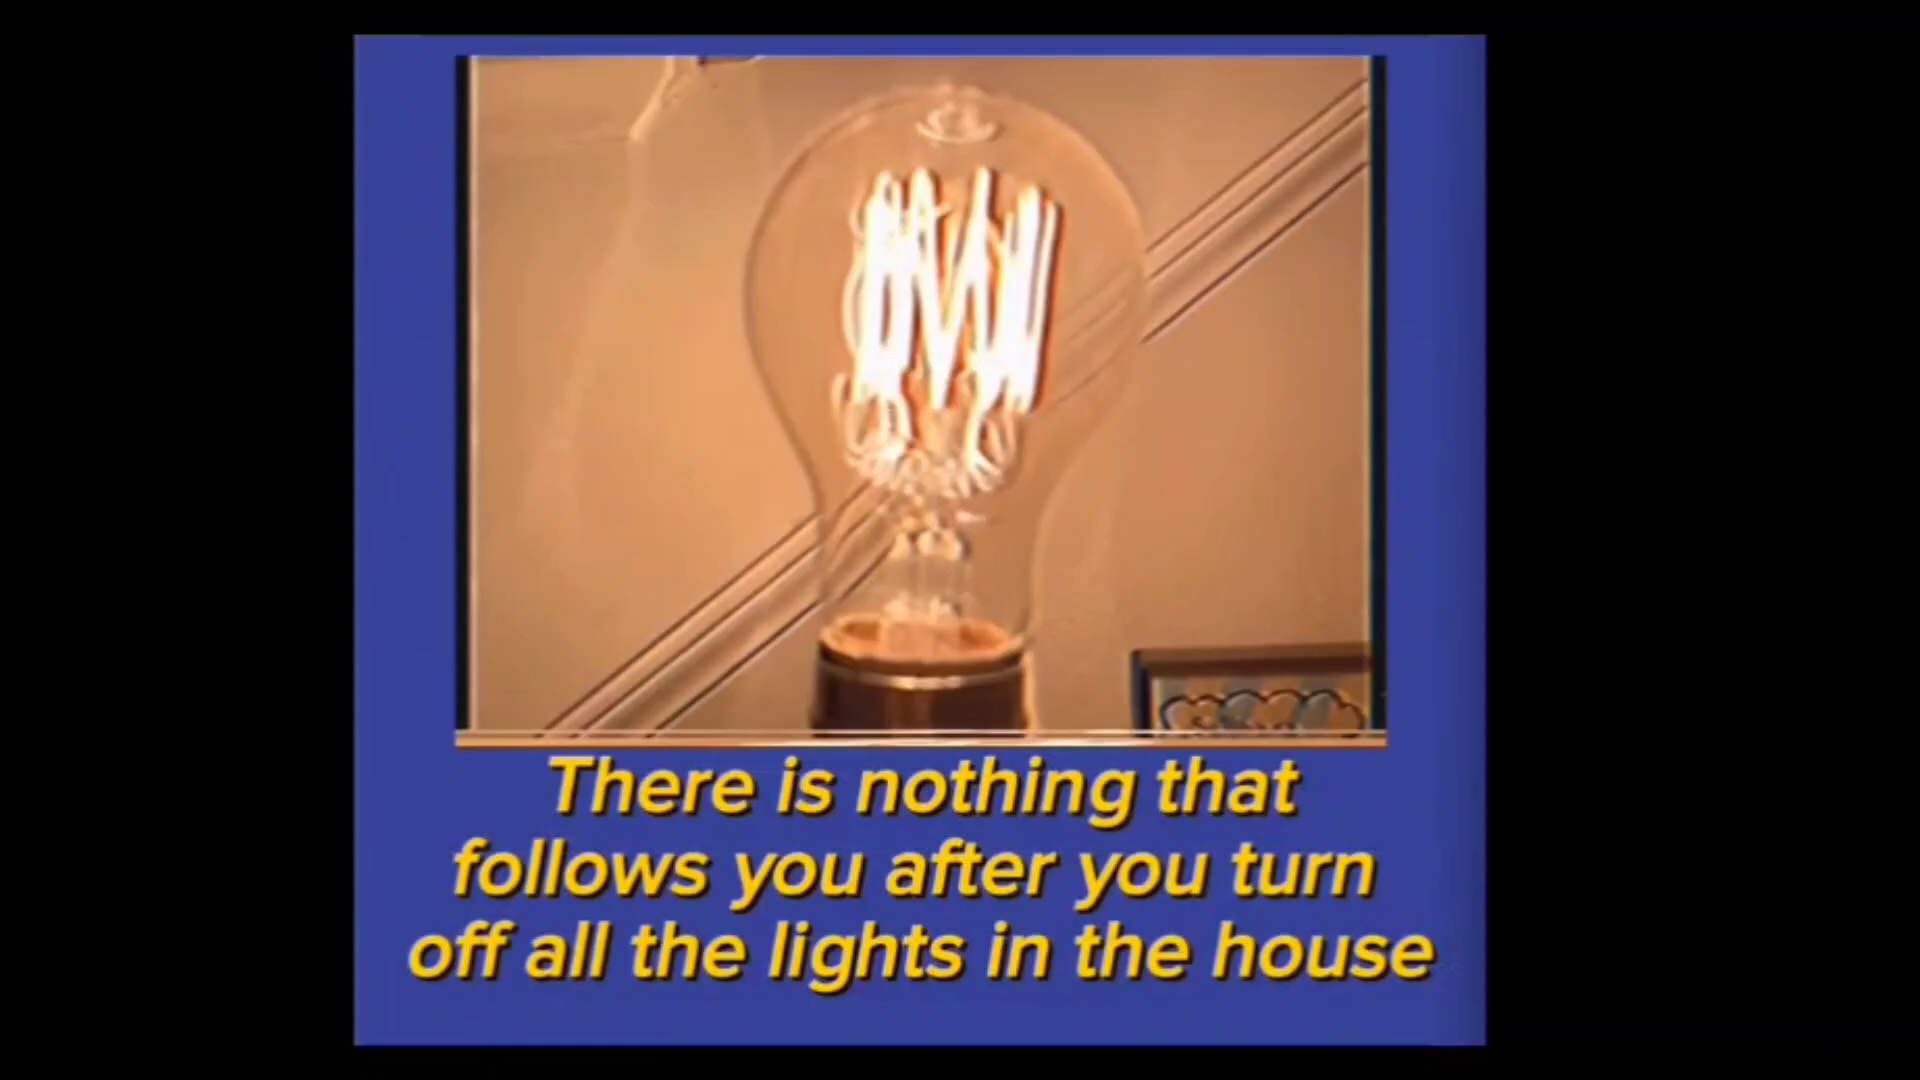 There is nothing that
follows you after you turn
off all the lights in the house